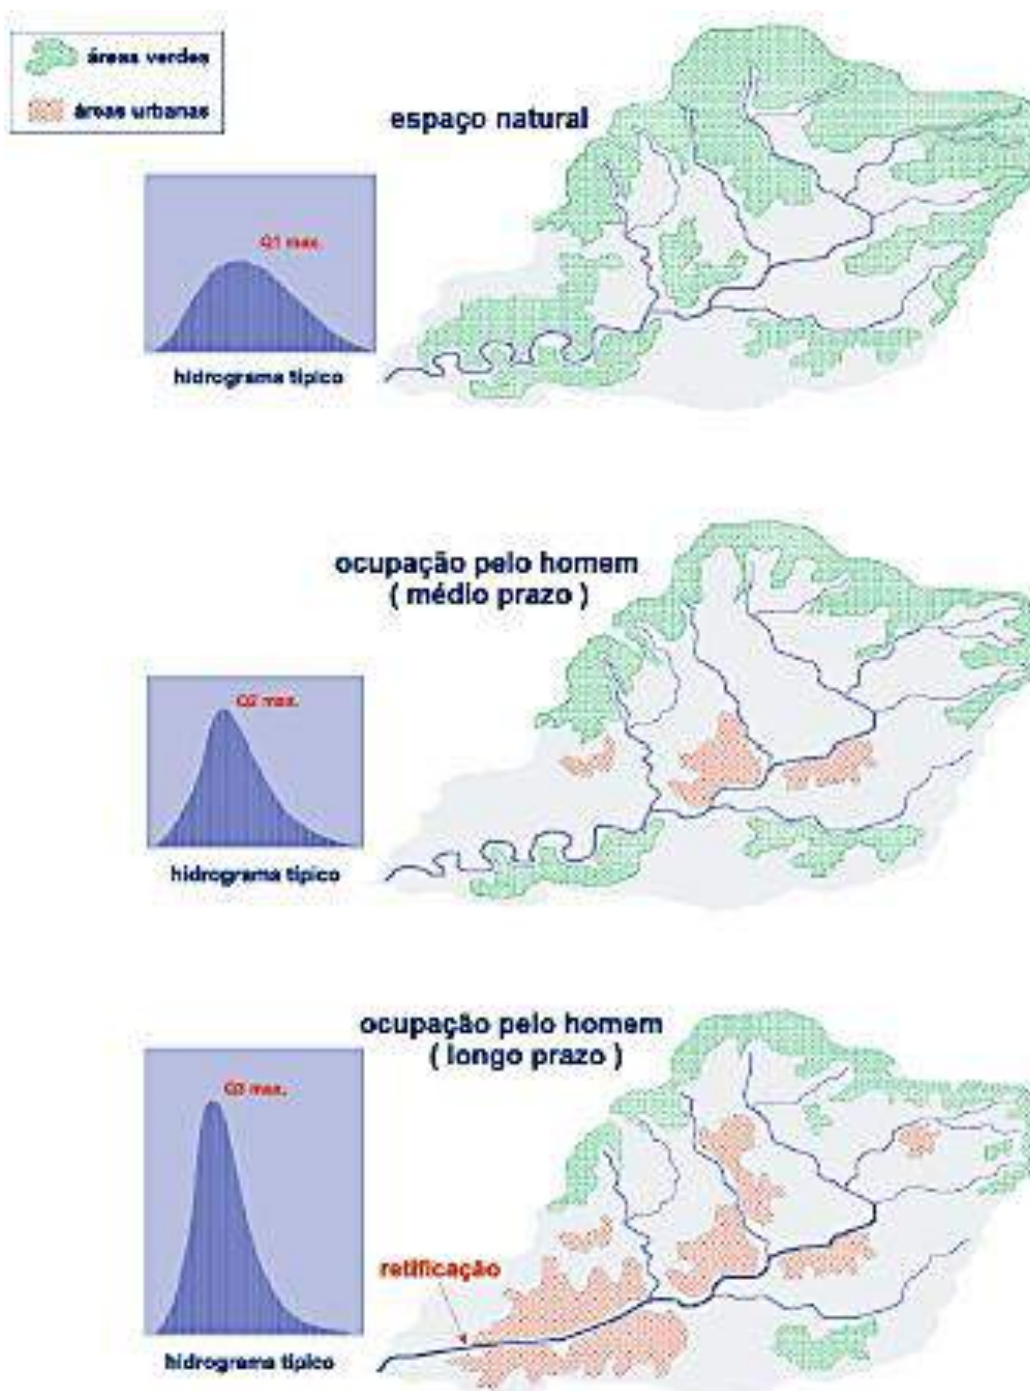 áreas verdes
áreas urbanas
espaço natural
Q1 max.
hidrograma típico
ocupação pelo homem
( médio prazo )
Q2 max.
hidrograma típico
ocupação pelo homem
( longo prazo )
Q3 max.
retificação
hidrograma típico